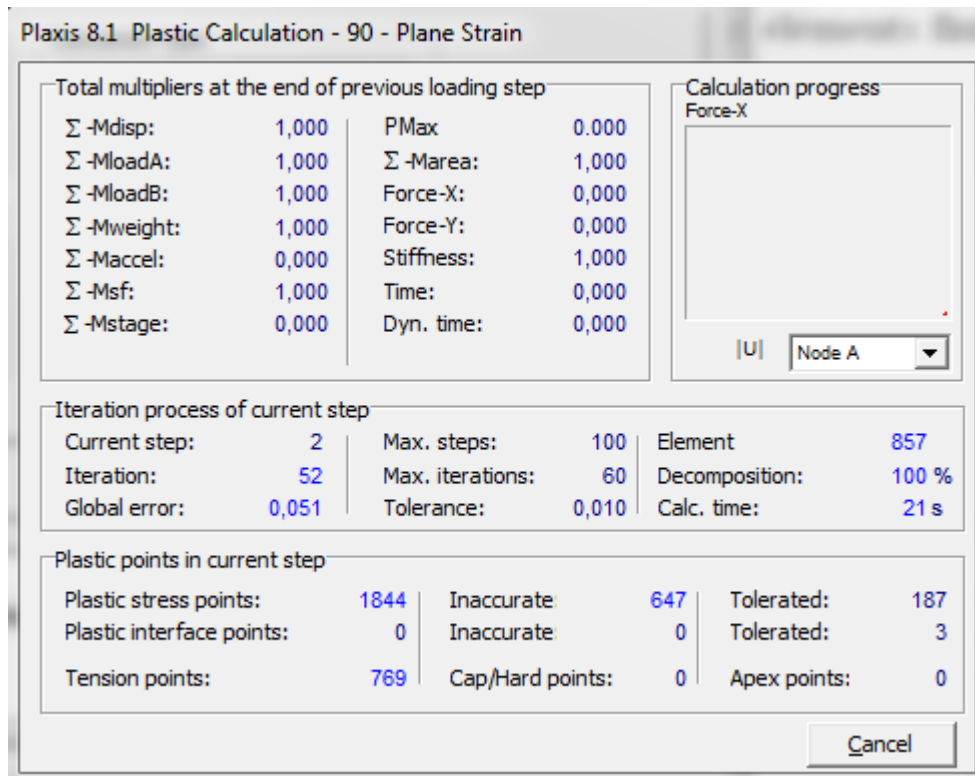 Plaxis 8.1 Plastic Calculation - 90 - Plane Strain
Total multipliers at the end of previous loading step
Σ -Mdisp: 1,000 PMax 0.000
Σ -MloadA: 1,000 Σ -Marea: 1,000
Σ -MloadB: 1,000 Force-X: 0,000
Σ -Mweight: 1,000 Force-Y: 0,000
Σ -Maccel: 0,000 Stiffness: 1,000
Σ -Msf: 1,000 Time: 0,000
Σ -Mstage: 0,000 Dyn. time: 0,000
Calculation progress
Force-X
|U| Node A
Iteration process of current step
Current step: 2 Max. steps: 100 Element 857
Iteration: 52 Max. iterations: 60 Decomposition: 100 %
Global error: 0,051 Tolerance: 0,010 Calc. time: 21 s
Plastic points in current step
Plastic stress points: 1844 Inaccurate: 647 Tolerated: 187
Plastic interface points: 0 Inaccurate: 0 Tolerated: 3
Tension points: 769 Cap/Hard points: 0 Apex points: 0
Cancel